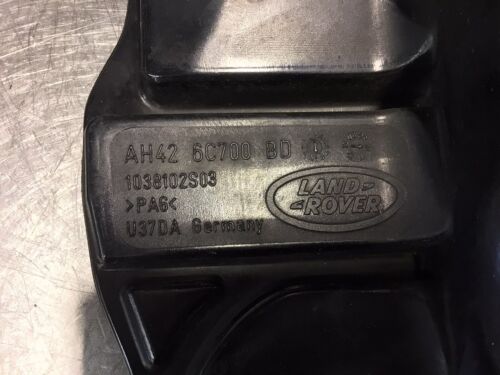 AH42 6C700 BD
1038102S03
>PA6<
U37DA Germany
LAND-
-ROVER